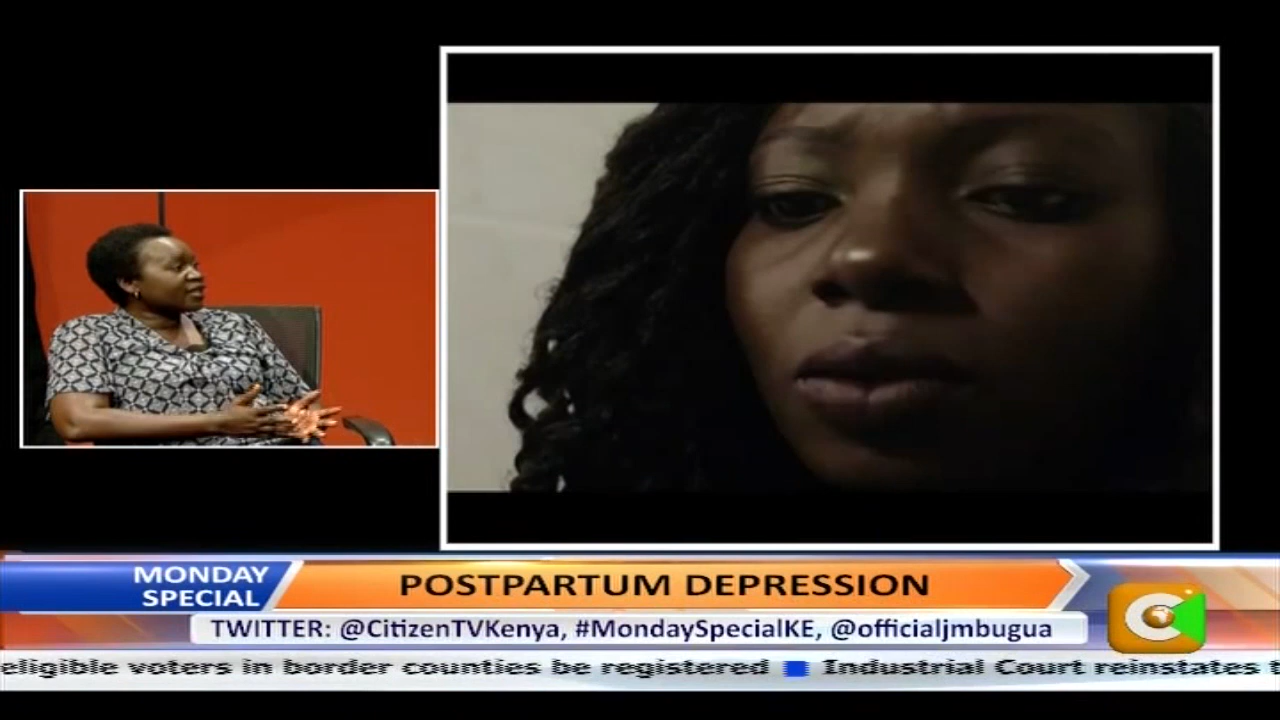 MONDAY
SPECIAL
POSTPARTUM DEPRESSION
TWITTER: @CitizenTVKenya, #MondaySpecialKE, @officialjmbugua
eligible voters in border counties be registered ■ Industrial Court reinstates